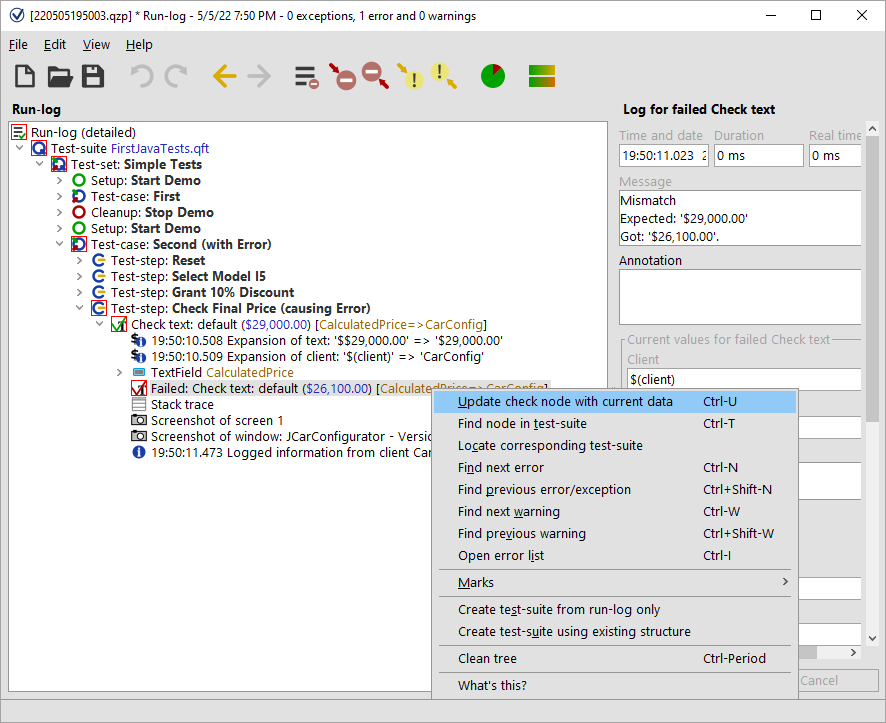 [220505195003.qzp] * Run-log - 5/5/22 7:50 PM - 0 exceptions, 1 error and 0 warnings
File Edit View Help
Run-log
Run-log (detailed)
Test-suite FirstJavaTests.qft
Test-set: Simple Tests
Setup: Start Demo
Test-case: First
Cleanup: Stop Demo
Setup: Start Demo
Test-case: Second (with Error)
Test-step: Reset
Test-step: Select Model I5
Test-step: Grant 10% Discount
Test-step: Check Final Price (causing Error)
Check text: default ($29,000.00) [CalculatedPrice=>CarConfig]
19:50:10.508 Expansion of text: '$$29,000.00' => '$29,000.00'
19:50:10.509 Expansion of client: '$(client)' => 'CarConfig'
TextField CalculatedPrice
Failed: Check text: default ($26,100.00) [CalculatedPrice=>CarConfig]
Stack trace
Screenshot of screen 1
Screenshot of window: JCarConfigurator - Versio
19:50:11.473 Logged information from client Car
Log for failed Check text
Time and date Duration Real time
19:50:11.023 0 ms 0 ms
Message
Mismatch
Expected: '$29,000.00'
Got: '$26,100.00'.
Annotation
Current values for failed Check text
Client
$(client)
Update check node with current data Ctrl-U
Find node in test-suite Ctrl-T
Locate corresponding test-suite
Find next error Ctrl-N
Find previous error/exception Ctrl+Shift-N
Find next warning Ctrl-W
Find previous warning Ctrl+Shift-W
Open error list Ctrl-I
Marks
Create test-suite from run-log only
Create test-suite using existing structure
Clean tree Ctrl-Period
What's this?
Cancel